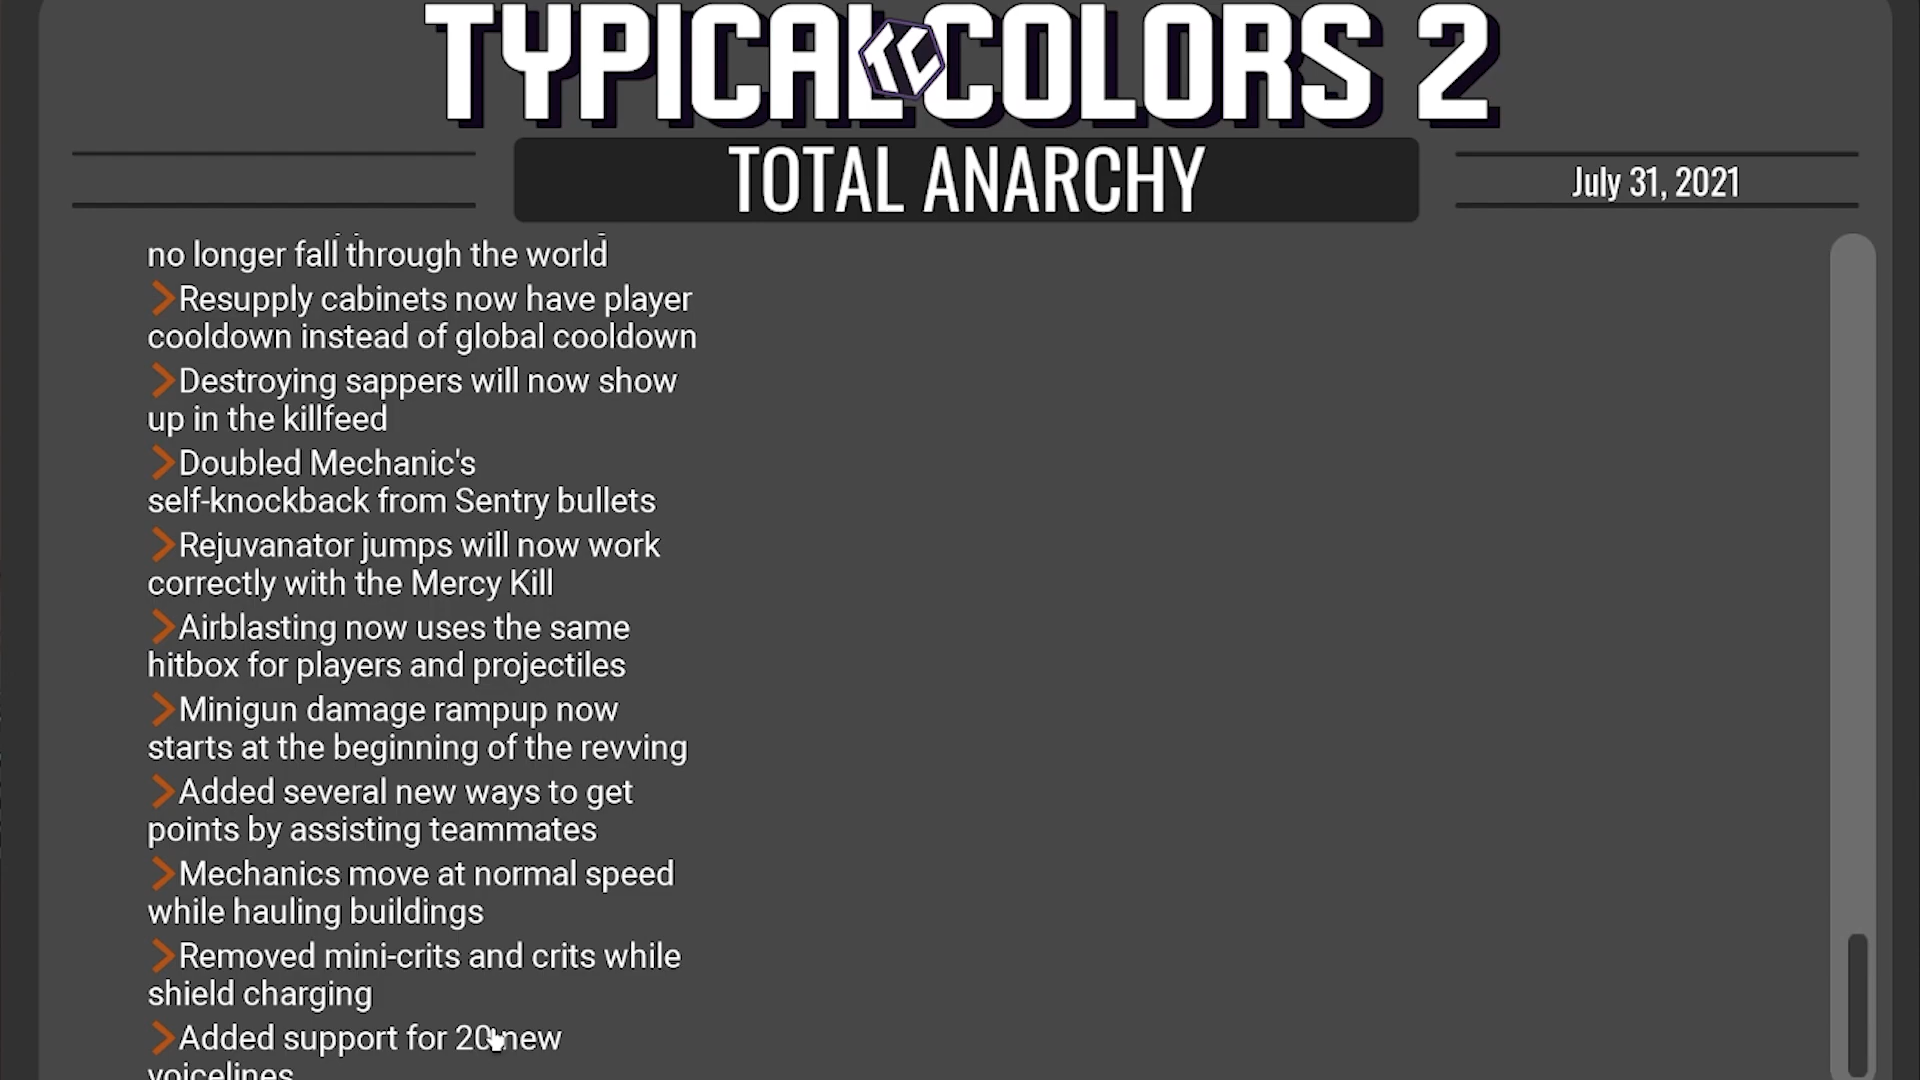 TYPICAL COLORS 2
TC
TOTAL ANARCHY
July 31, 2021
no longer fall through the world
Resupply cabinets now have player
cooldown instead of global cooldown
Destroying sappers will now show
up in the killfeed
Doubled Mechanic's
self-knockback from Sentry bullets
Rejuvanator jumps will now work
correctly with the Mercy Kill
Airblasting now uses the same
hitbox for players and projectiles
Minigun damage rampup now
starts at the beginning of the revving
Added several new ways to get
points by assisting teammates
Mechanics move at normal speed
while hauling buildings
Removed mini-crits and crits while
shield charging
Added support for 20 new
voicelines